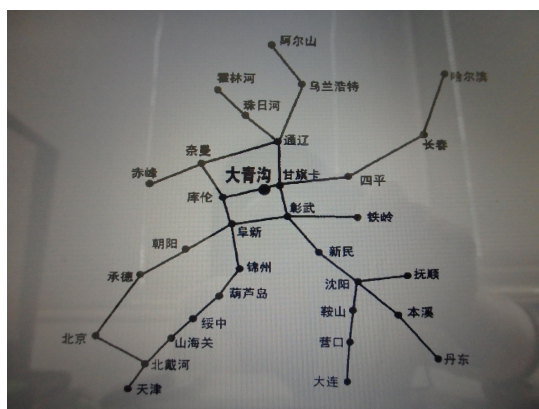 阿尔山
霍林河
乌兰浩特
哈尔滨
珠日河
通辽
长春
奈曼
赤峰
大青沟
甘旗卡
四平
库伦
彰武
铁岭
阜新
朝阳
新民
锦州
承德
沈阳
抚顺
葫芦岛
鞍山
本溪
绥中
北京
山海关
营口
丹东
北戴河
大连
天津